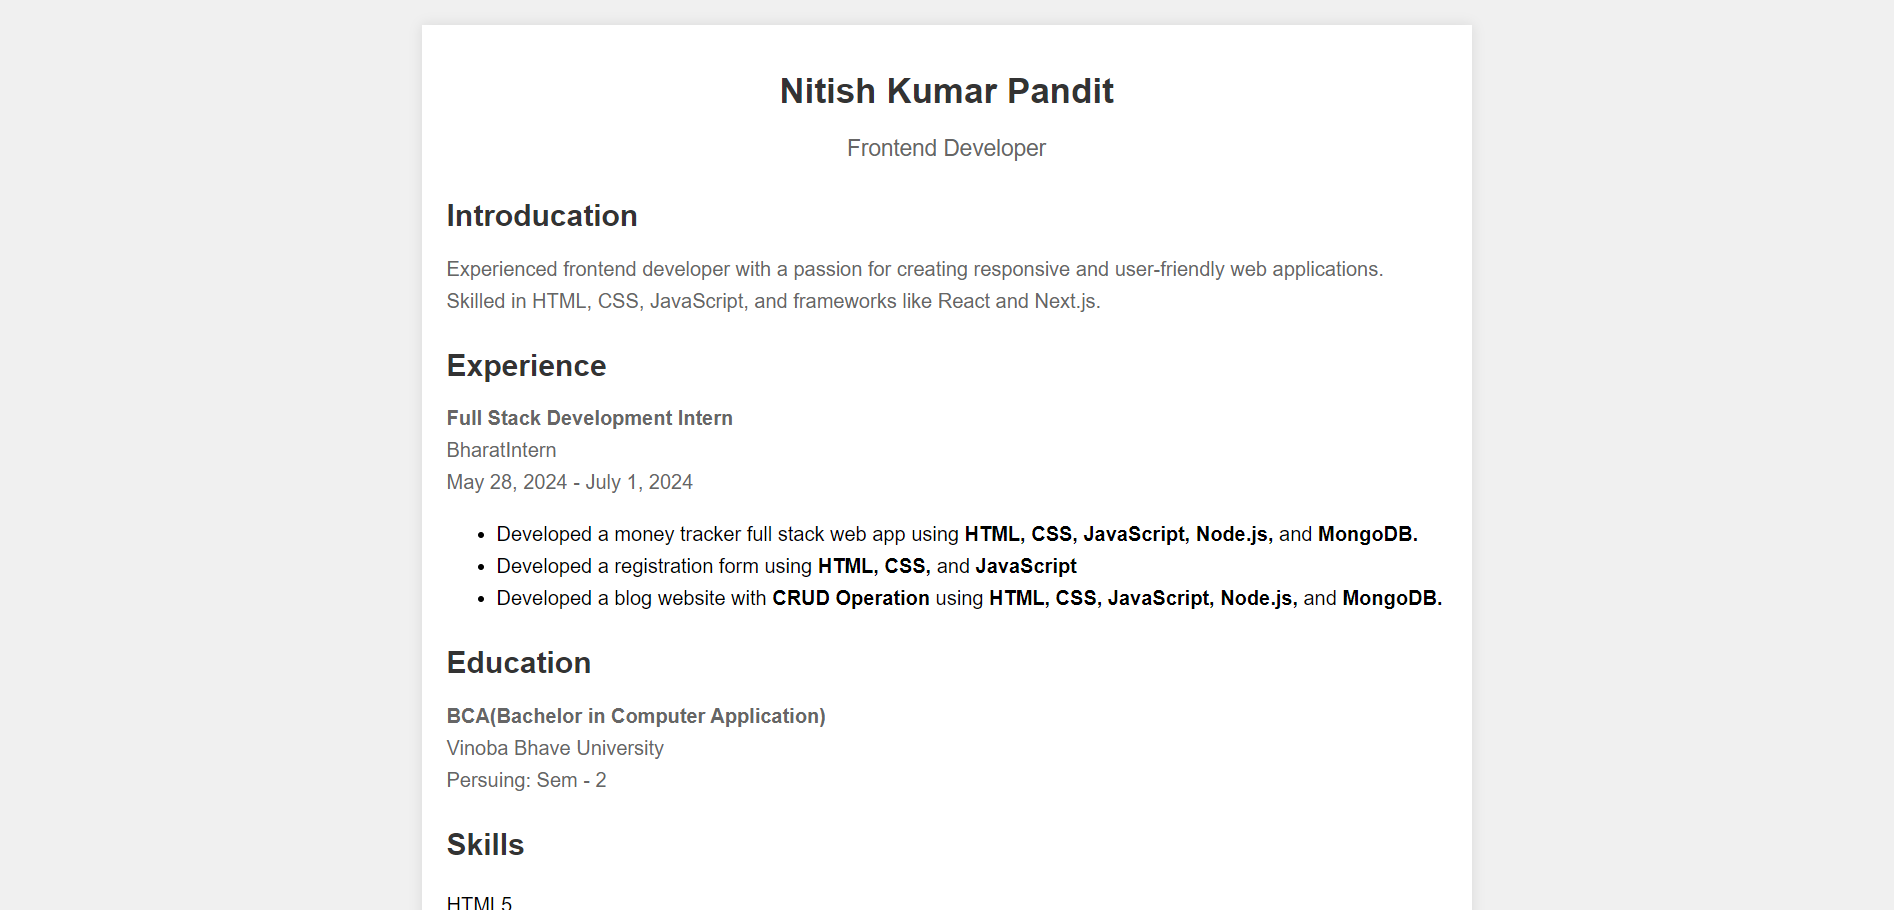 Nitish Kumar Pandit
Frontend Developer
Introducation
Experienced frontend developer with a passion for creating responsive and user-friendly web applications.
Skilled in HTML, CSS, JavaScript, and frameworks like React and Next.js.
Experience
Full Stack Development Intern
BharatIntern
May 28, 2024 - July 1, 2024
• Developed a money tracker full stack web app using HTML, CSS, JavaScript, Node.js, and MongoDB.
• Developed a registration form using HTML, CSS, and JavaScript
• Developed a blog website with CRUD Operation using HTML, CSS, JavaScript, Node.js, and MongoDB.
Education
BCA(Bachelor in Computer Application)
Vinoba Bhave University
Persuing: Sem - 2
Skills
HTML5